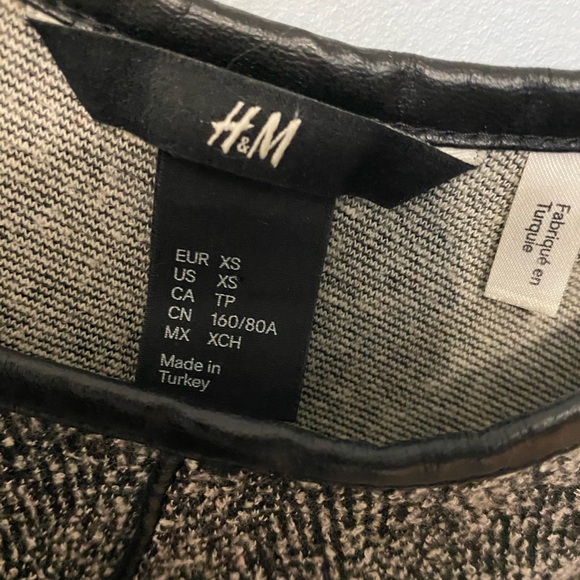 H&M
EUR XS
US XS
CA TP
CN 160/80A
MX XCH
Made in
Turkey
Fabriqué en
Turquie